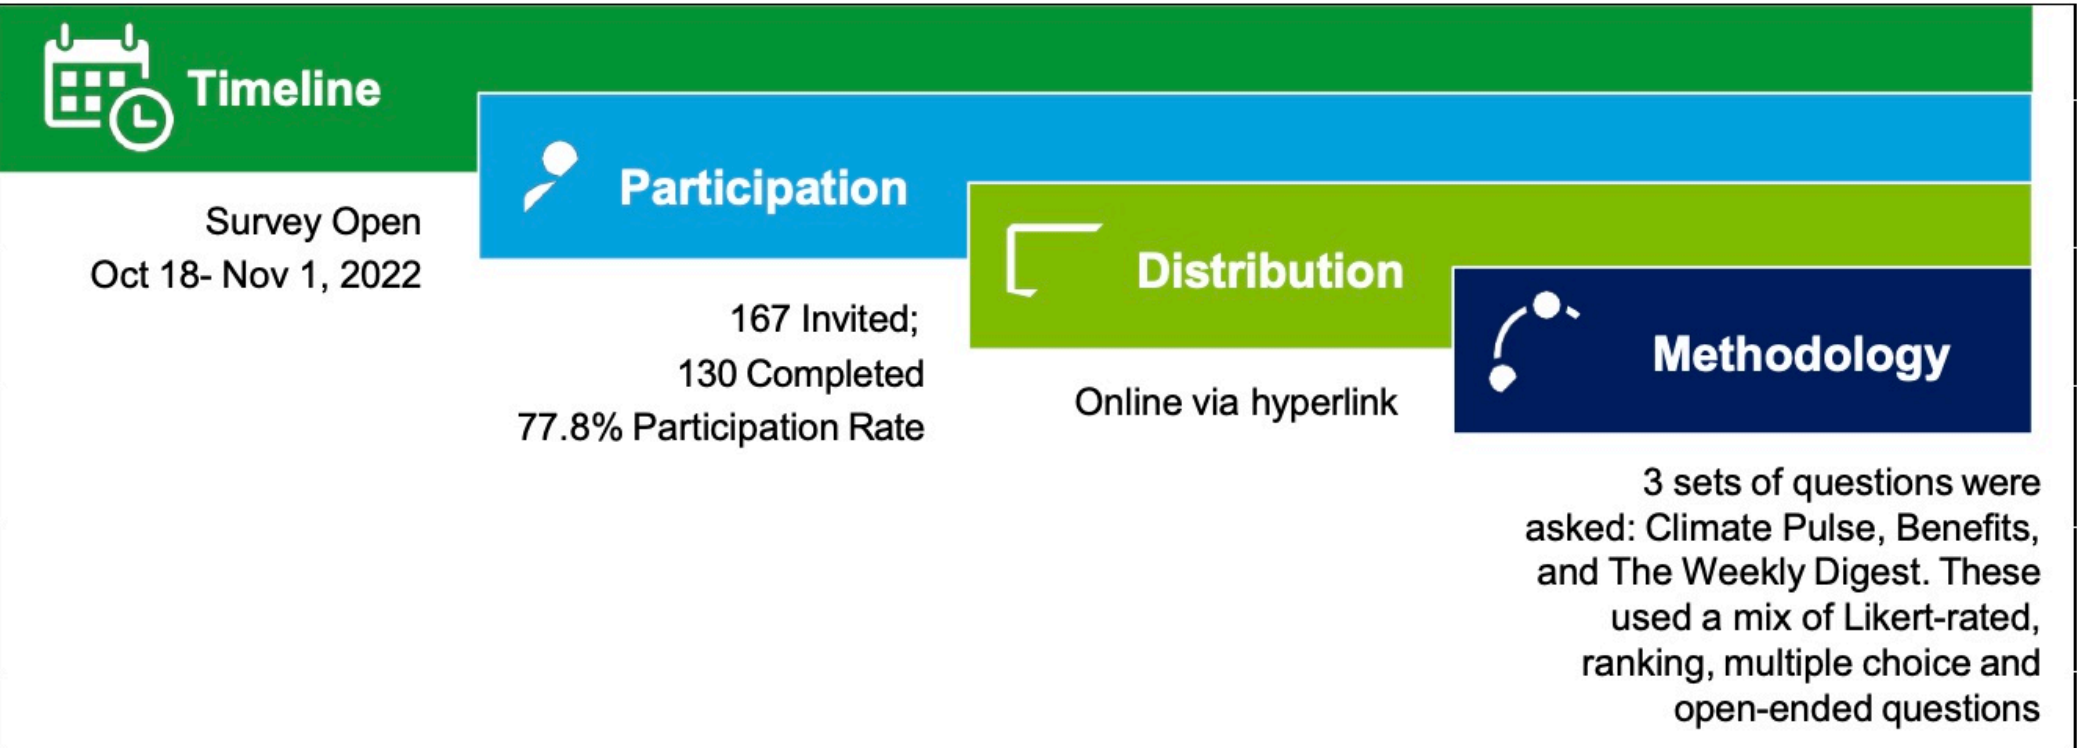 Timeline
Survey Open
Oct 18- Nov 1, 2022
Participation
167 Invited;
130 Completed
77.8% Participation Rate
Distribution
Online via hyperlink
Methodology
3 sets of questions were
asked: Climate Pulse, Benefits,
and The Weekly Digest. These
used a mix of Likert-rated,
ranking, multiple choice and
open-ended questions